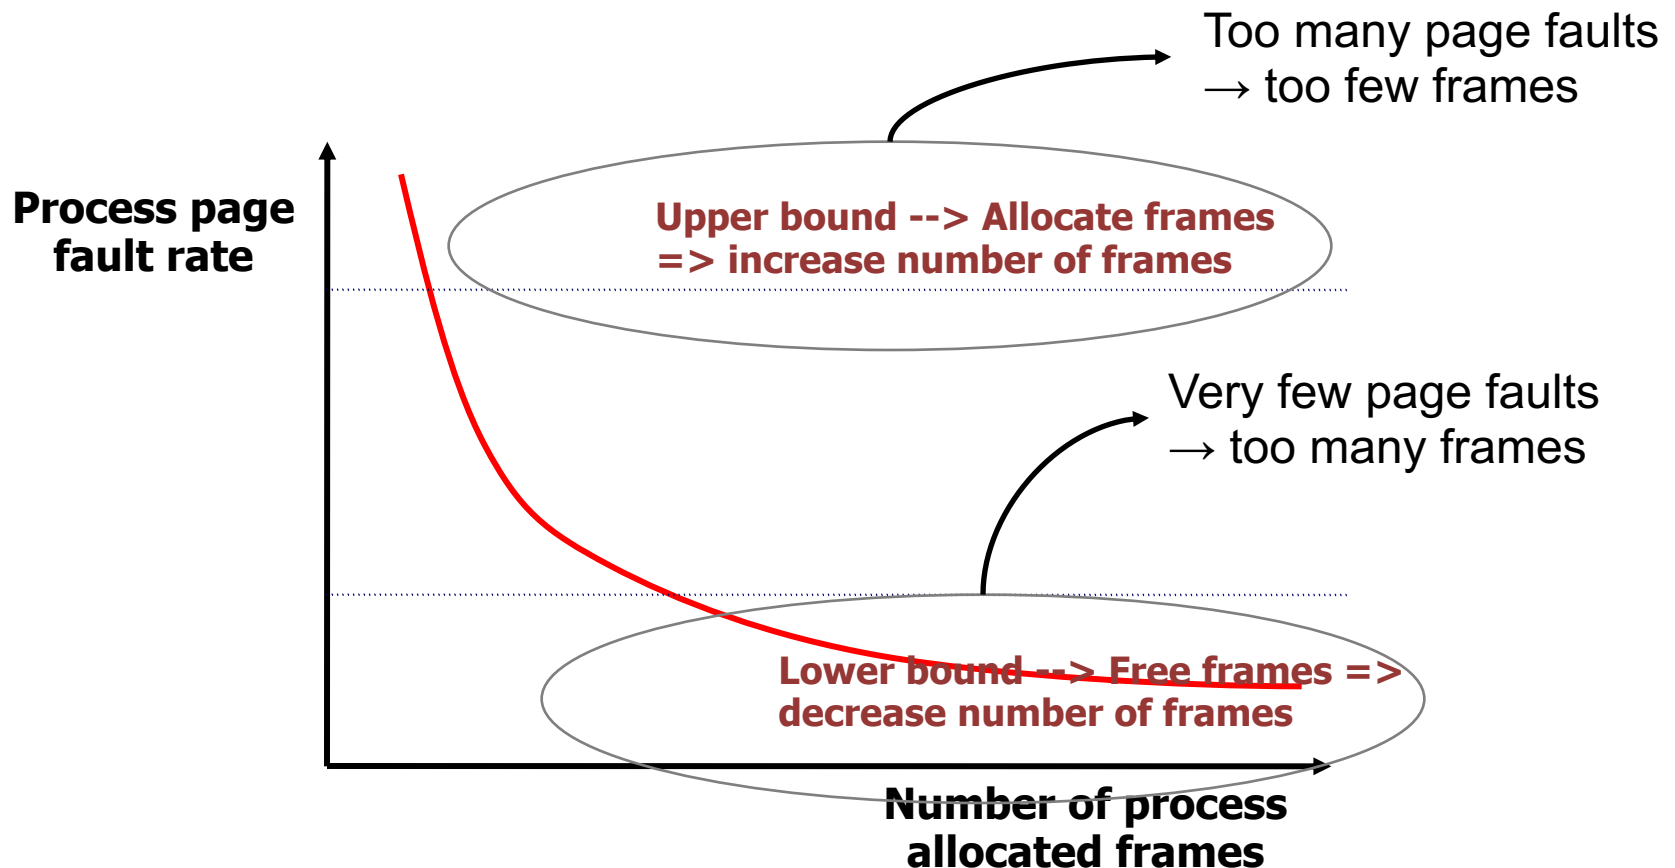 Too many page faults
→ too few frames
Process page
fault rate
Upper bound --> Allocate frames
=> increase number of frames
Very few page faults
→ too many frames
Lower bound --> Free frames =>
decrease number of frames
Number of process
allocated frames